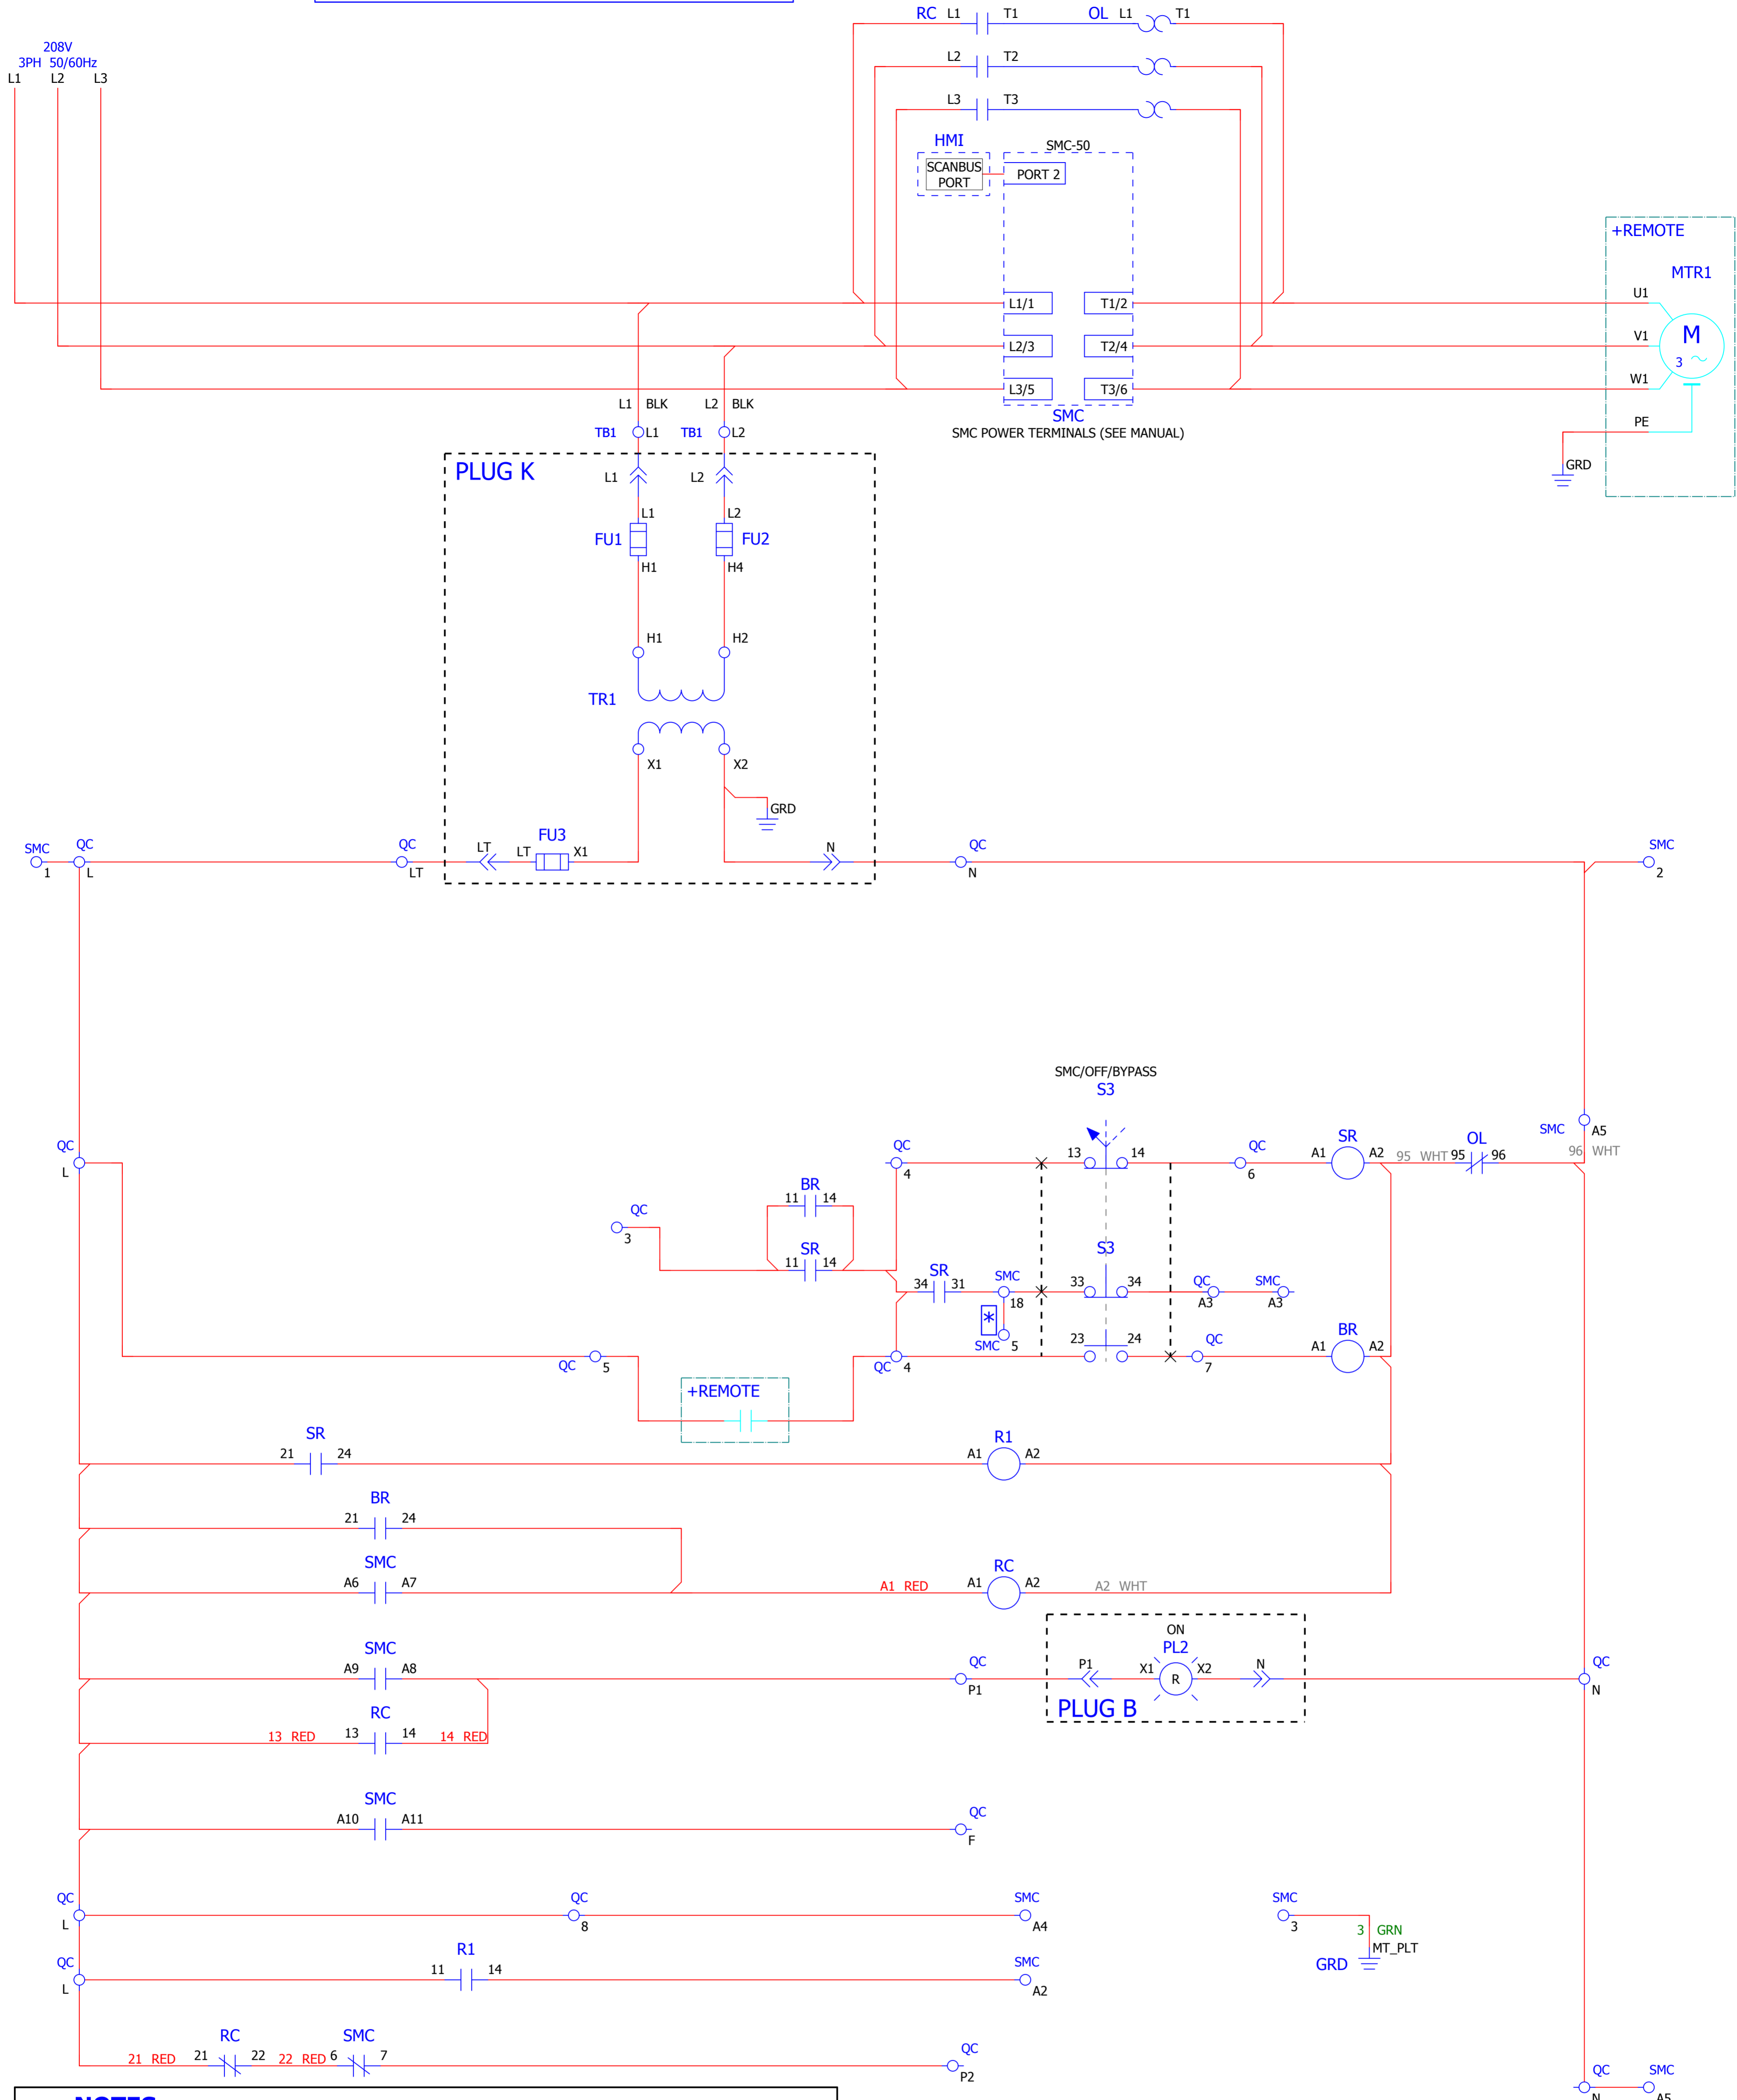 RC L1 T1 OL L1 T1
208V
3PH 50/60Hz
L1 L2 L3
L2 T2
L3 T3
HMI
SMC-50
SCANBUS
PORT
PORT 2
+REMOTE
MTR1
U1
L1/1 T1/2
V1
M
3
L2/3 T2/4
W1
L3/5 T3/6
L1 BLK L2 BLK
SMC
SMC POWER TERMINALS (SEE MANUAL)
PE
TB1 L1 TB1 L2
GRD
PLUG K
L1 L2
L1 L2
FU1 FU2
H1 H4
H1 H2
TR1
X1 X2
GRD
FU3
SMC QC QC LT LT X1 N QC SMC
1 L LT N 2
SMC/OFF/BYPASS
S3
SMC A5
QC QC 13 14 QC SR OL
L 4 6 A1 A2 95 WHT 95 96 96 WHT
BR
11 14
QC
3
SR S3
11 14
SR
34 31 SMC 33 34 QC SMC
18 A3 A3
*
SMC 5 23 24 QC BR
QC 5 QC 4 7 A1 A2
+REMOTE
SR R1
21 24 A1 A2
BR
21 24
SMC RC
A6 A7 A1 RED A1 A2 A2 WHT
ON
SMC PL2
A9 A8 QC P1 X1 R X2 N QC
P1 N
PLUG B
RC
13 RED 13 14 14 RED
SMC
A10 A11 QC
F
QC QC SMC SMC
L 8 A4 3
3 GRN
MT_PLT
GRD
QC R1 SMC
L 11 14 A2
RC SMC
21 RED 21 22 22 RED 6 7 QC
P2
QC SMC
N A5
NOTES